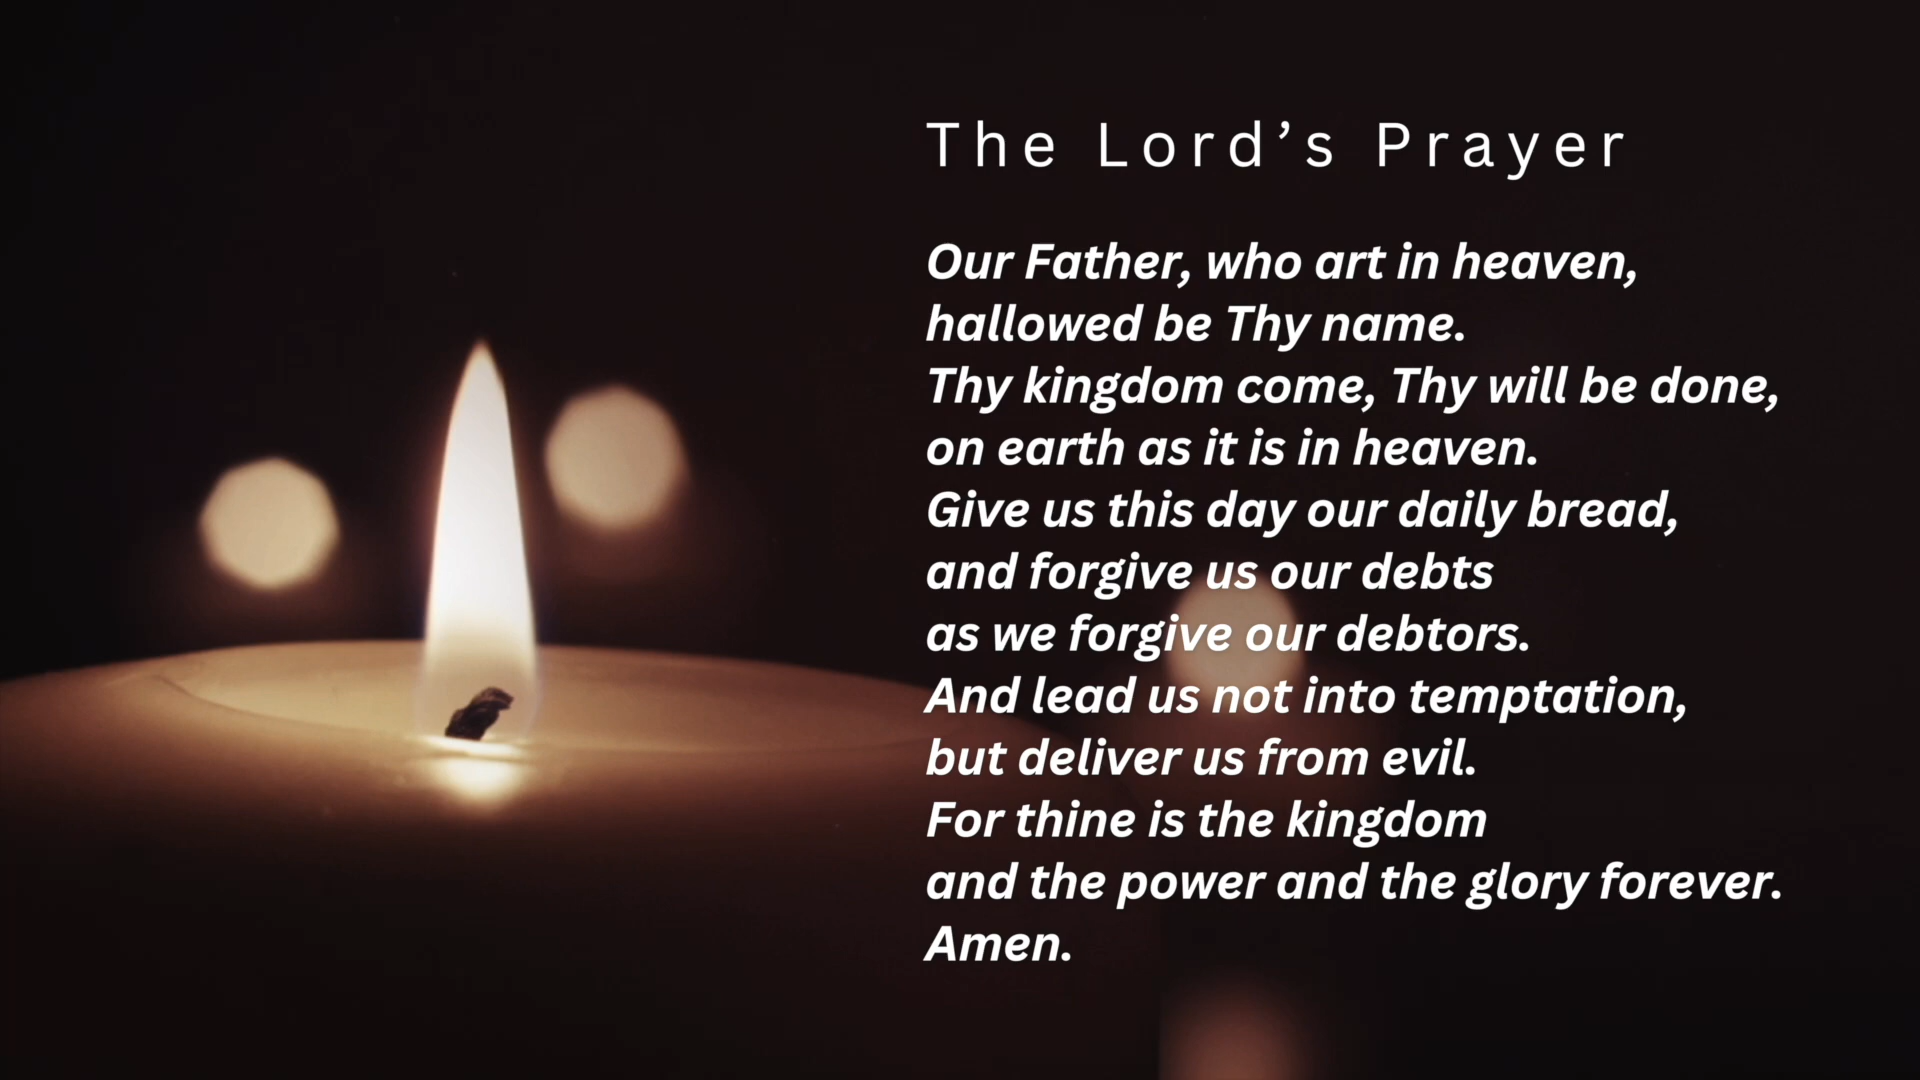 The Lord’s Prayer
Our Father, who art in heaven,
hallowed be Thy name.
Thy kingdom come, Thy will be done,
on earth as it is in heaven.
Give us this day our daily bread,
and forgive us our debts
as we forgive our debtors.
And lead us not into temptation,
but deliver us from evil.
For thine is the kingdom
and the power and the glory forever.
Amen.